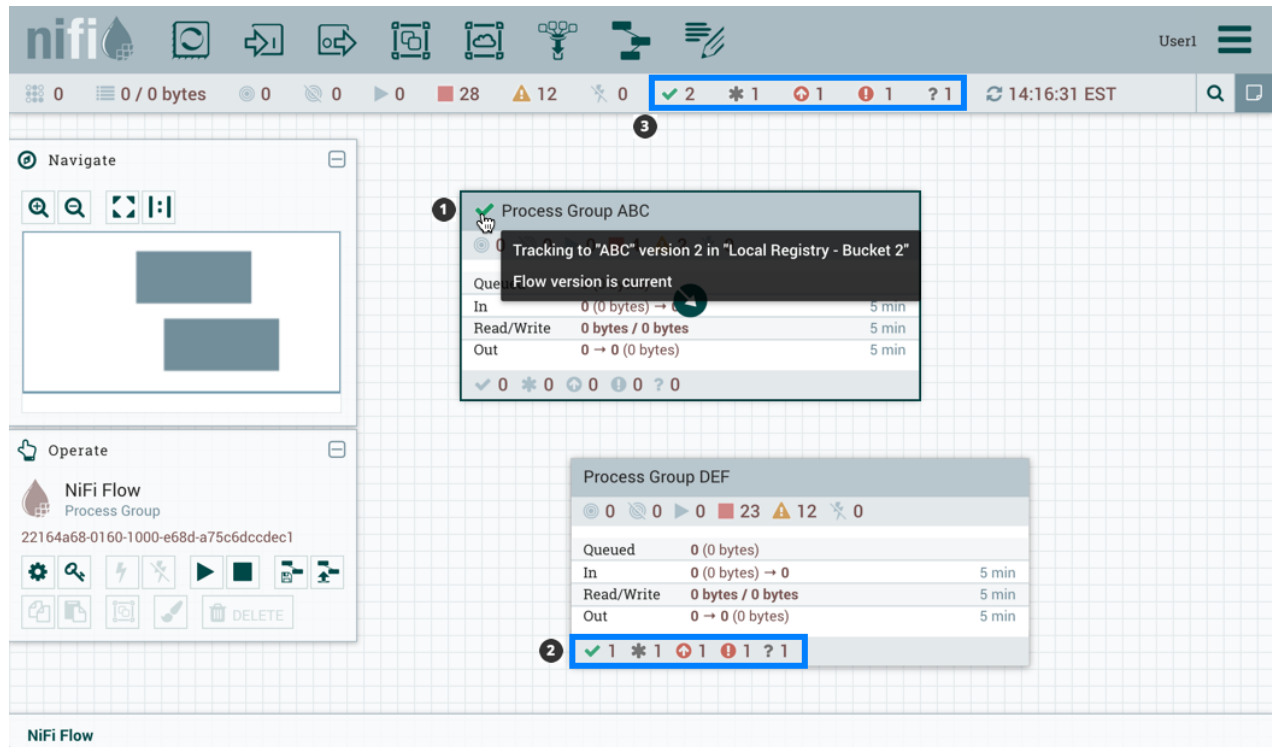 nifi
User1
0 0 / 0 bytes 0 0 0 28 12 0 2 1 1 1 ? 1 14:16:31 EST
3
Navigate
1 Process Group ABC
Tracking to "ABC" version 2 in "Local Registry - Bucket 2"
Flow version is current
In 0 (0 bytes) → 5 min
Read/Write 0 bytes / 0 bytes 5 min
Out 0 → 0 (0 bytes) 5 min
0 0 0 0 ? 0
Operate
NiFi Flow
Process Group
22164a68-0160-1000-e68d-a75c6dccdec1
DELETE
Process Group DEF
0 0 0 23 12 0
Queued 0 (0 bytes)
In 0 (0 bytes) → 0 5 min
Read/Write 0 bytes / 0 bytes 5 min
Out 0 → 0 (0 bytes) 5 min
2 1 1 1 1 ? 1
NiFi Flow